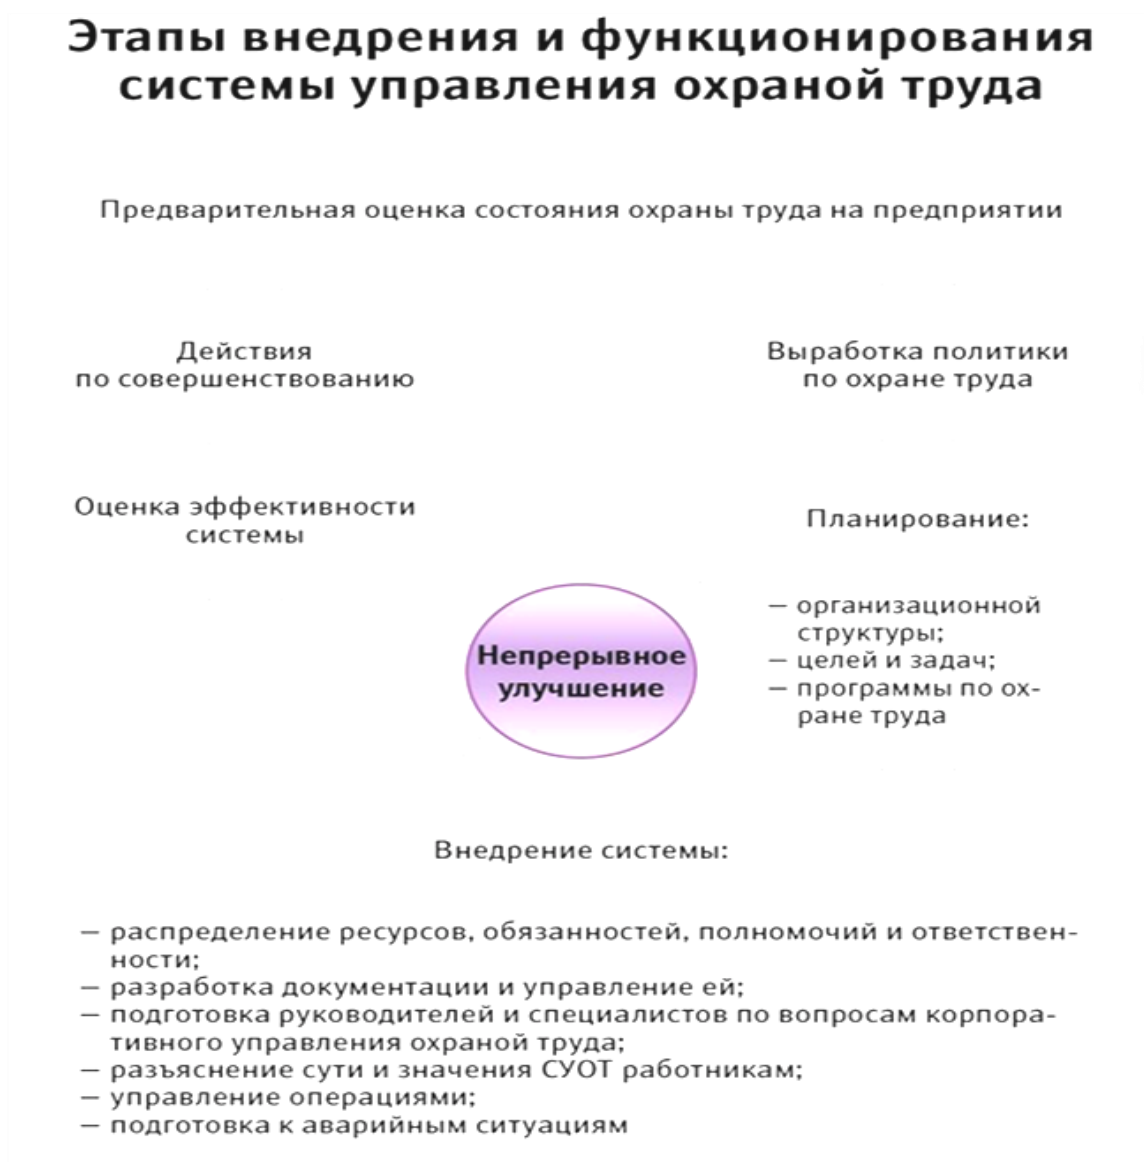 Этапы внедрения и функционирования
системы управления охраной труда
Предварительная оценка состояния охраны труда на предприятии
Действия
по совершенствованию
Выработка политики
по охране труда
Оценка эффективности
системы
Планирование:
— организационной
структуры;
— целей и задач;
— программы по ох-
ране труда
Непрерывное
улучшение
Внедрение системы:
— распределение ресурсов, обязанностей, полномочий и ответствен-
ности;
— разработка документации и управление ей;
— подготовка руководителей и специалистов по вопросам корпора-
тивного управления охраной труда;
— разъяснение сути и значения СУОТ работникам;
— управление операциями;
— подготовка к аварийным ситуациям